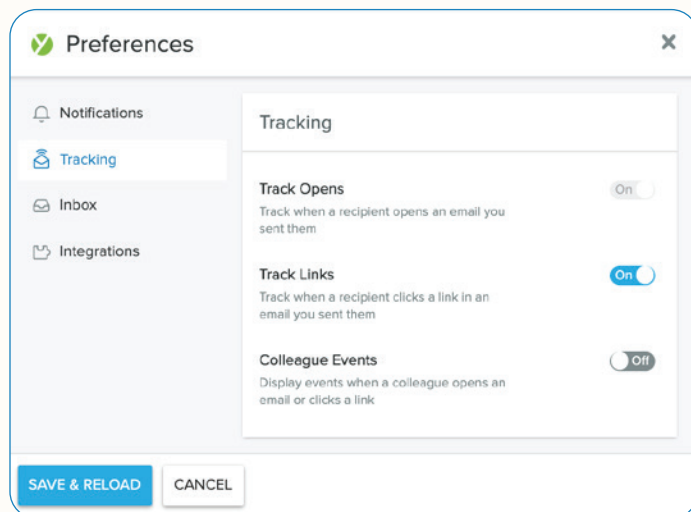 Preferences
Notifications
Tracking
Inbox
Integrations
Tracking
Track Opens
On
Track when a recipient opens an email you
sent them
Track Links
On
Track when a recipient clicks a link in an
email you sent them
Colleague Events
Off
Display events when a colleague opens an
email or clicks a link
SAVE & RELOAD
CANCEL